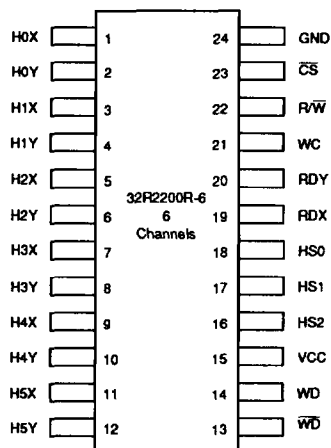 H0X 1 24 GND
H0Y 2 23 C̅S̅
H1X 3 22 R/W̅
H1Y 4 21 WC
H2X 5 20 RDY
32R2200R-6
H2Y 6 6 19 RDX
Channels
H3X 7 18 HS0
H3Y 8 17 HS1
H4X 9 16 HS2
H4Y 10 15 VCC
H5X 11 14 WD
H5Y 12 13 W̅D̅